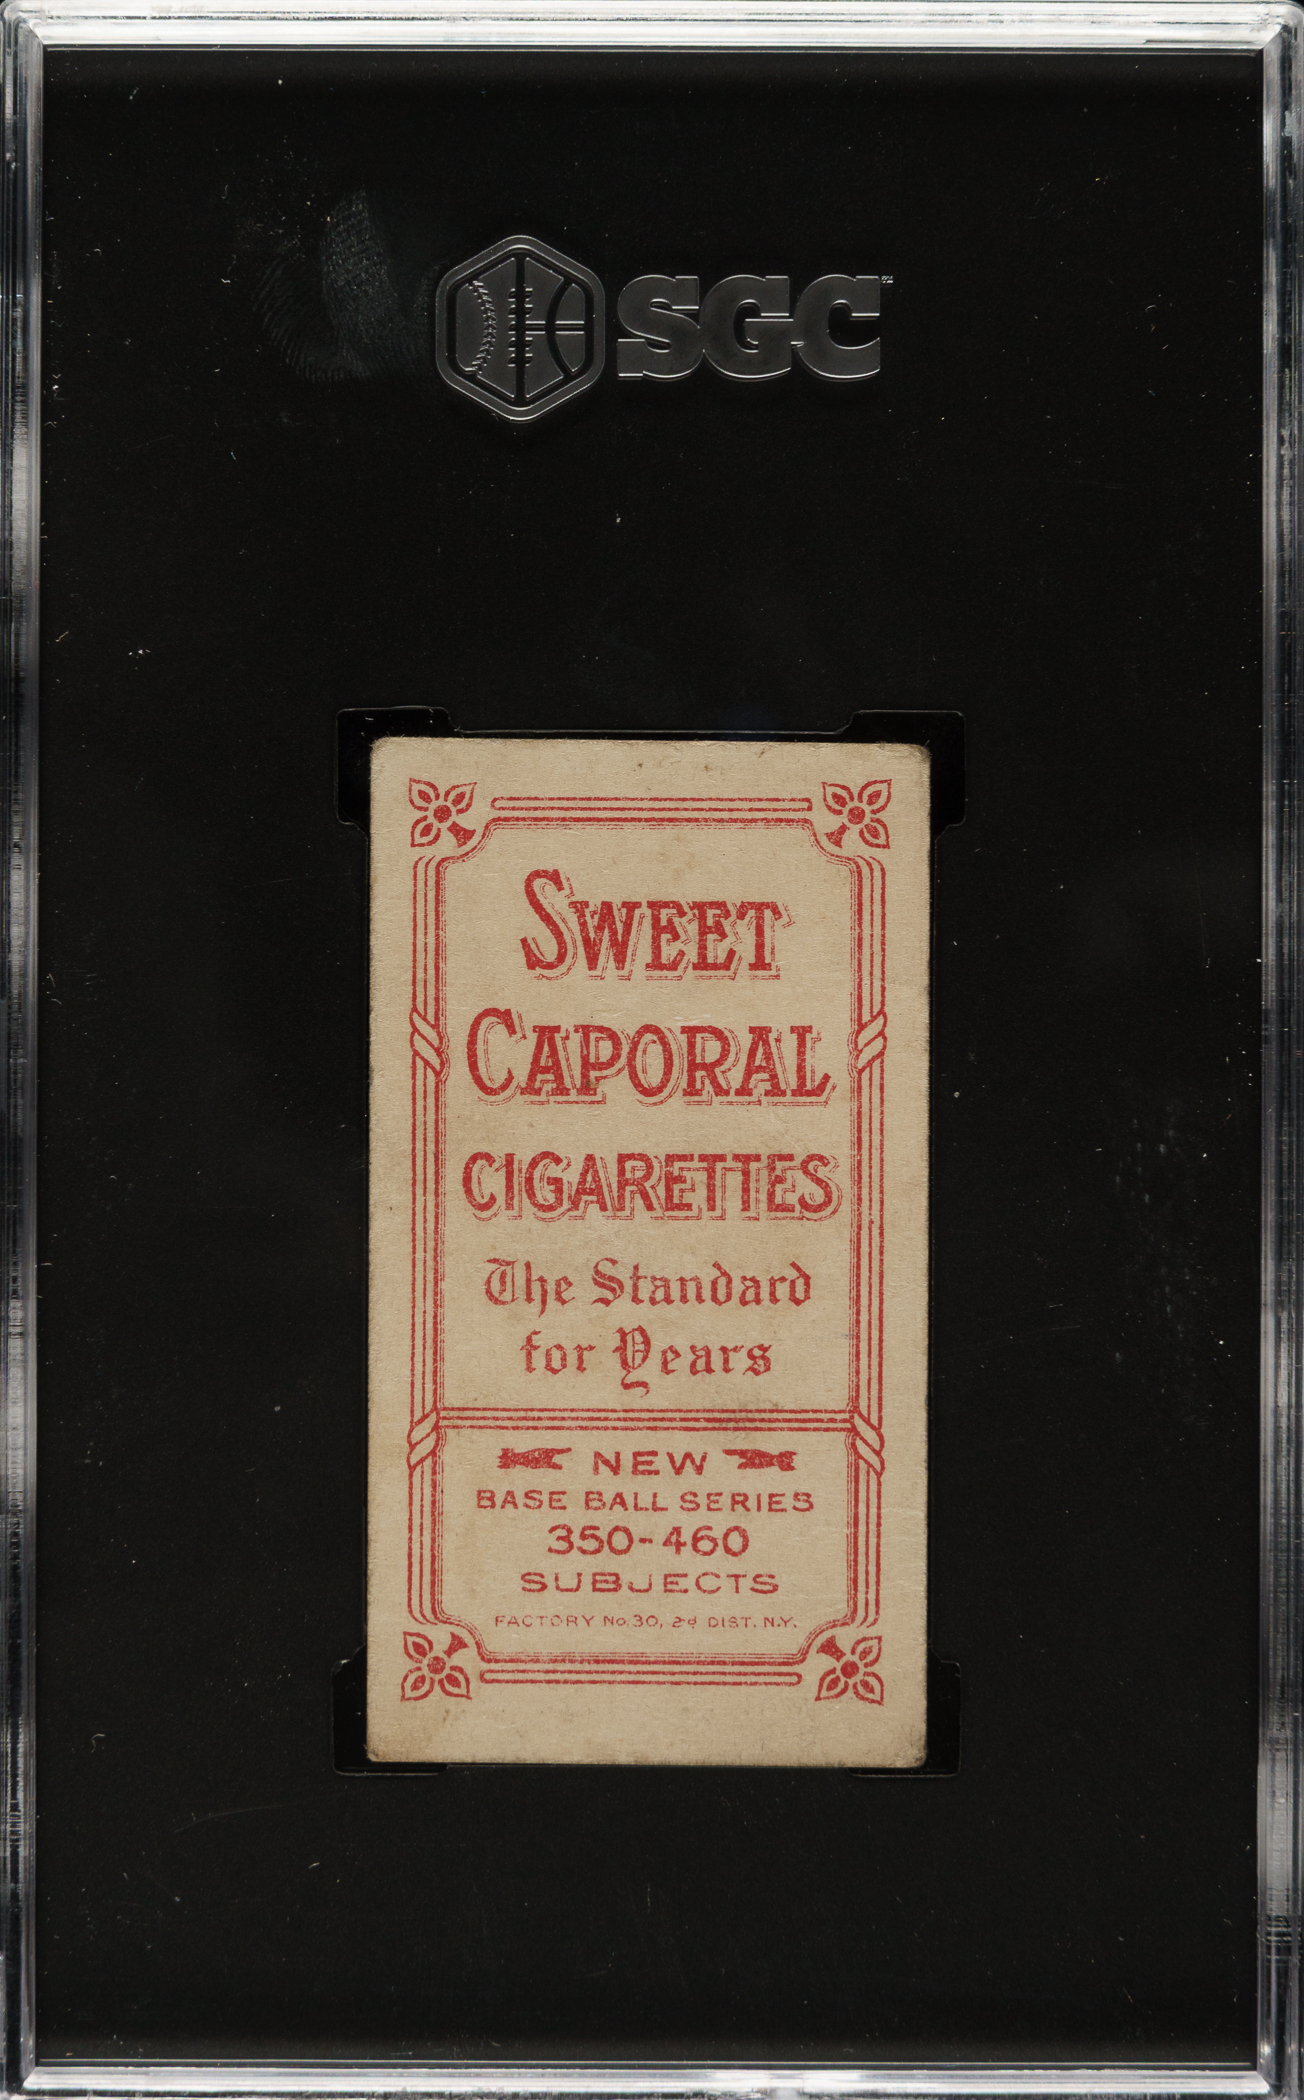 SGC™
SWEET
CAPORAL
CIGARETTES
The Standard
for Years
NEW
BASE BALL SERIES
350-460
SUBJECTS
FACTORY No. 30, 2d DIST. N.Y.